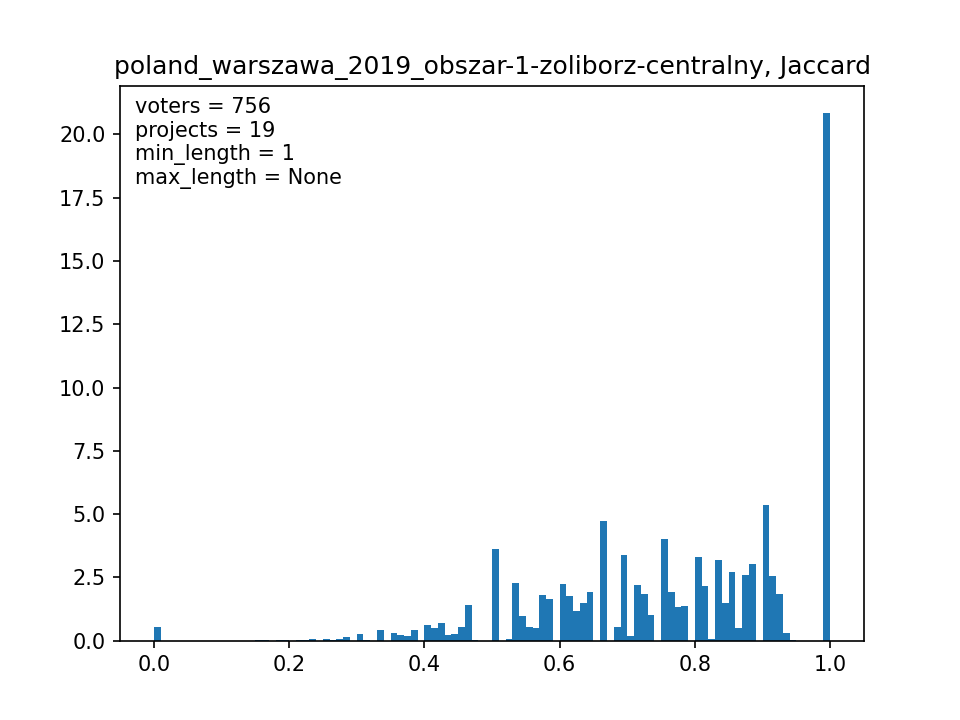 poland_warszawa_2019_obszar-1-zoliborz-centralny, Jaccard
voters = 756
projects = 19
min_length = 1
max_length = None
20.0
17.5
15.0
12.5
10.0
7.5
5.0
2.5
0.0
0.0 0.2 0.4 0.6 0.8 1.0